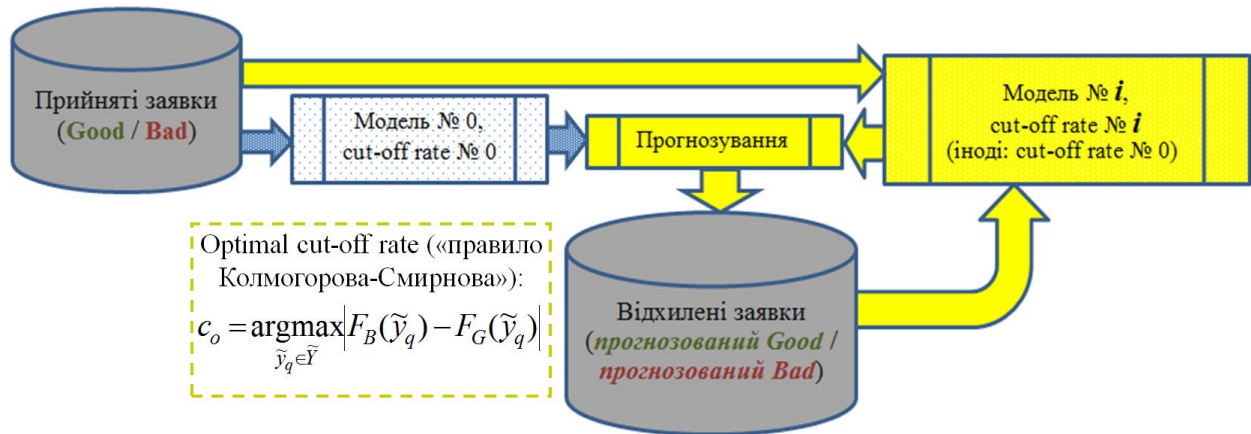 Прийняті заявки
(Good / Bad)
Модель № 0,
cut-off rate № 0
Прогнозування
Модель № i,
cut-off rate № i
(іноді: cut-off rate № 0)
Optimal cut-off rate («правило
Колмогорова-Смирнова»):
c_o = argmax|F_B(ỹ_q) − F_G(ỹ_q)|
ỹ_q∈Ỹ
Відхилені заявки
(прогнозований Good /
прогнозований Bad)